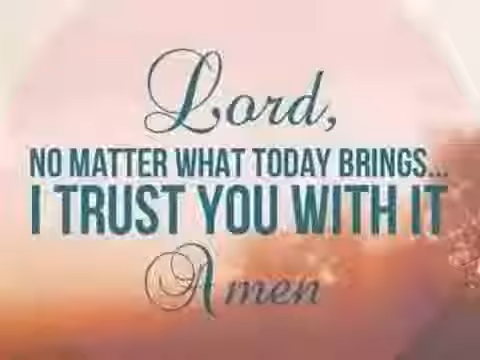 Lord,
NO MATTER WHAT TODAY BRINGS...
I TRUST YOU WITH IT
Amen